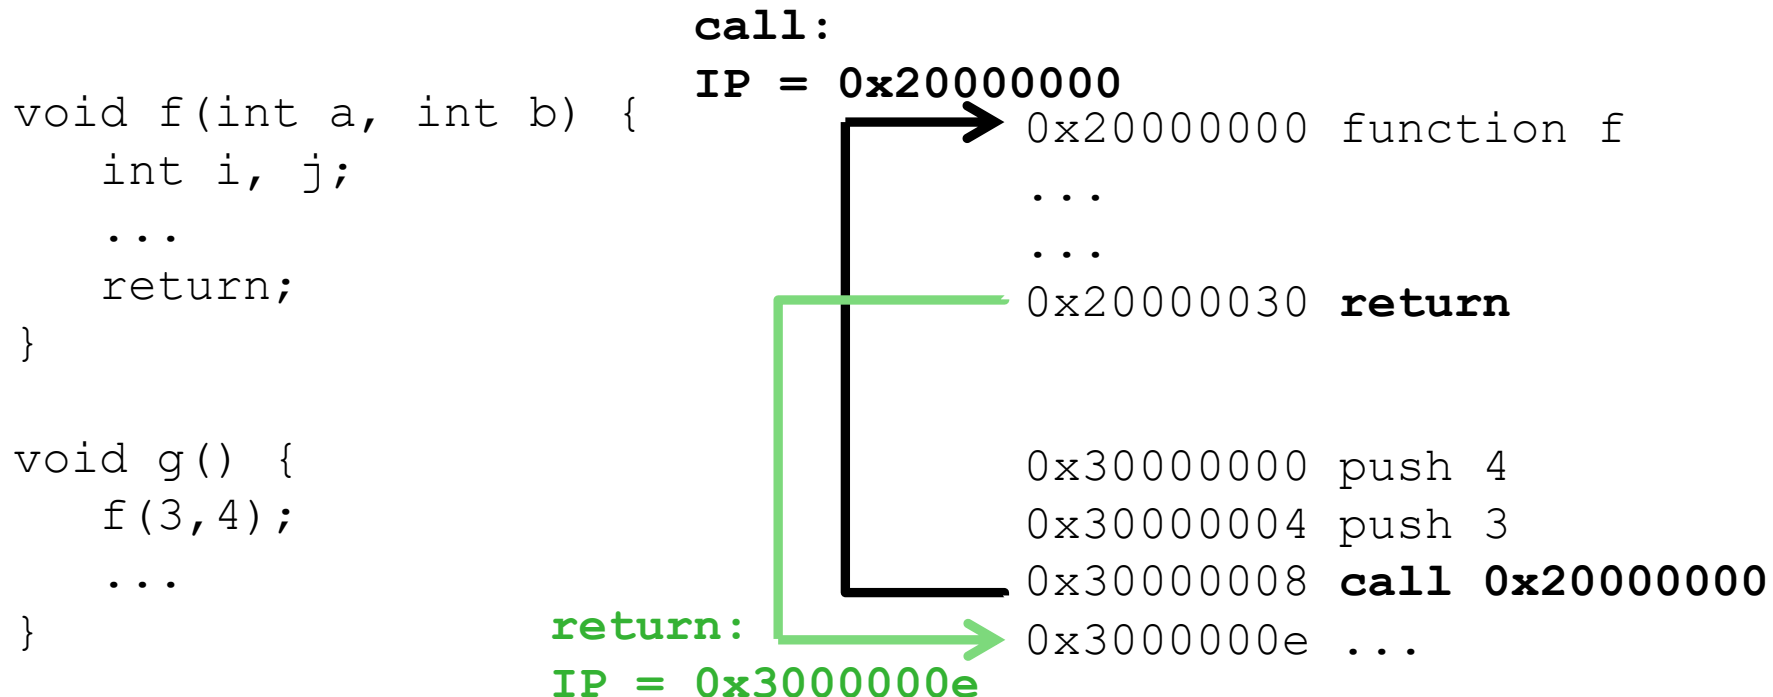 call:
IP = 0x20000000
void f(int a, int b) {
int i, j;
...
return;
}
void g() {
f(3,4);
...
}
0x20000000 function f
...
...
0x20000030 return
0x30000000 push 4
0x30000004 push 3
0x30000008 call 0x20000000
0x3000000e ...
return:
IP = 0x3000000e